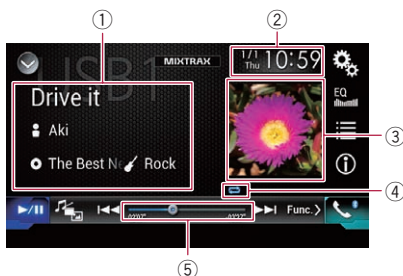 ① ②
USB1
MIXTRAX
1/1 Thu 10:59
EQ
Drive it
Aki
The Best Rock
③
④
Func.
⑤